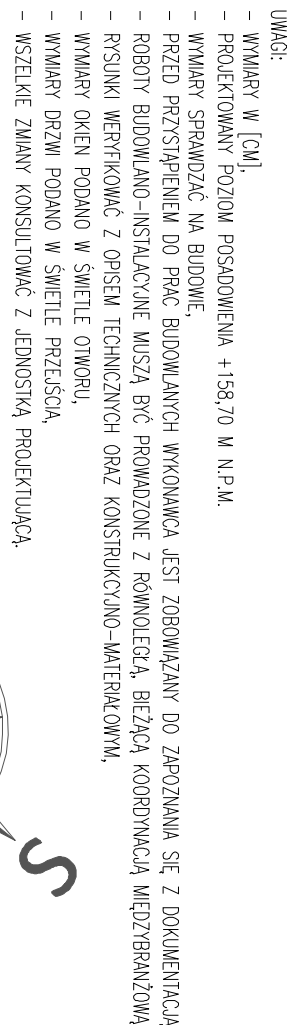 UWAGI:
- WYMIARY W [CM],
- PROJEKTOWANY POZIOM POSADOWIENIA +158,70 M N.P.M.
- WYMIARY SPRAWDZAĆ NA BUDOWIE,
- PRZED PRZYSTĄPIENIEM DO PRAC BUDOWLANYCH WYKONAWCA JEST ZOBOWIĄZANY DO ZAPOZNANIA SIĘ Z DOKUMENTACJĄ
- ROBOTY BUDOWLANO-INSTALACYJNE MUSZĄ BYĆ PROWADZONE Z RÓWNOLEGŁĄ, BIEŻĄCĄ KOORDYNACJĄ MIĘDZYBRANŻOWĄ
- RYSUNKI WERYFIKOWAĆ Z OPISEM TECHNICZNYCH ORAZ KONSTRUKCYJNO-MATERIAŁOWYM,
- WYMIARY OKIEN PODANO W ŚWIETLE OTWORU,
- WYMIARY DRZWI PODANO W ŚWIETLE PRZEJŚCIA,
- WSZELKIE ZMIANY KONSULTOWAĆ Z JEDNOSTKĄ PROJEKTUJĄCĄ.
S